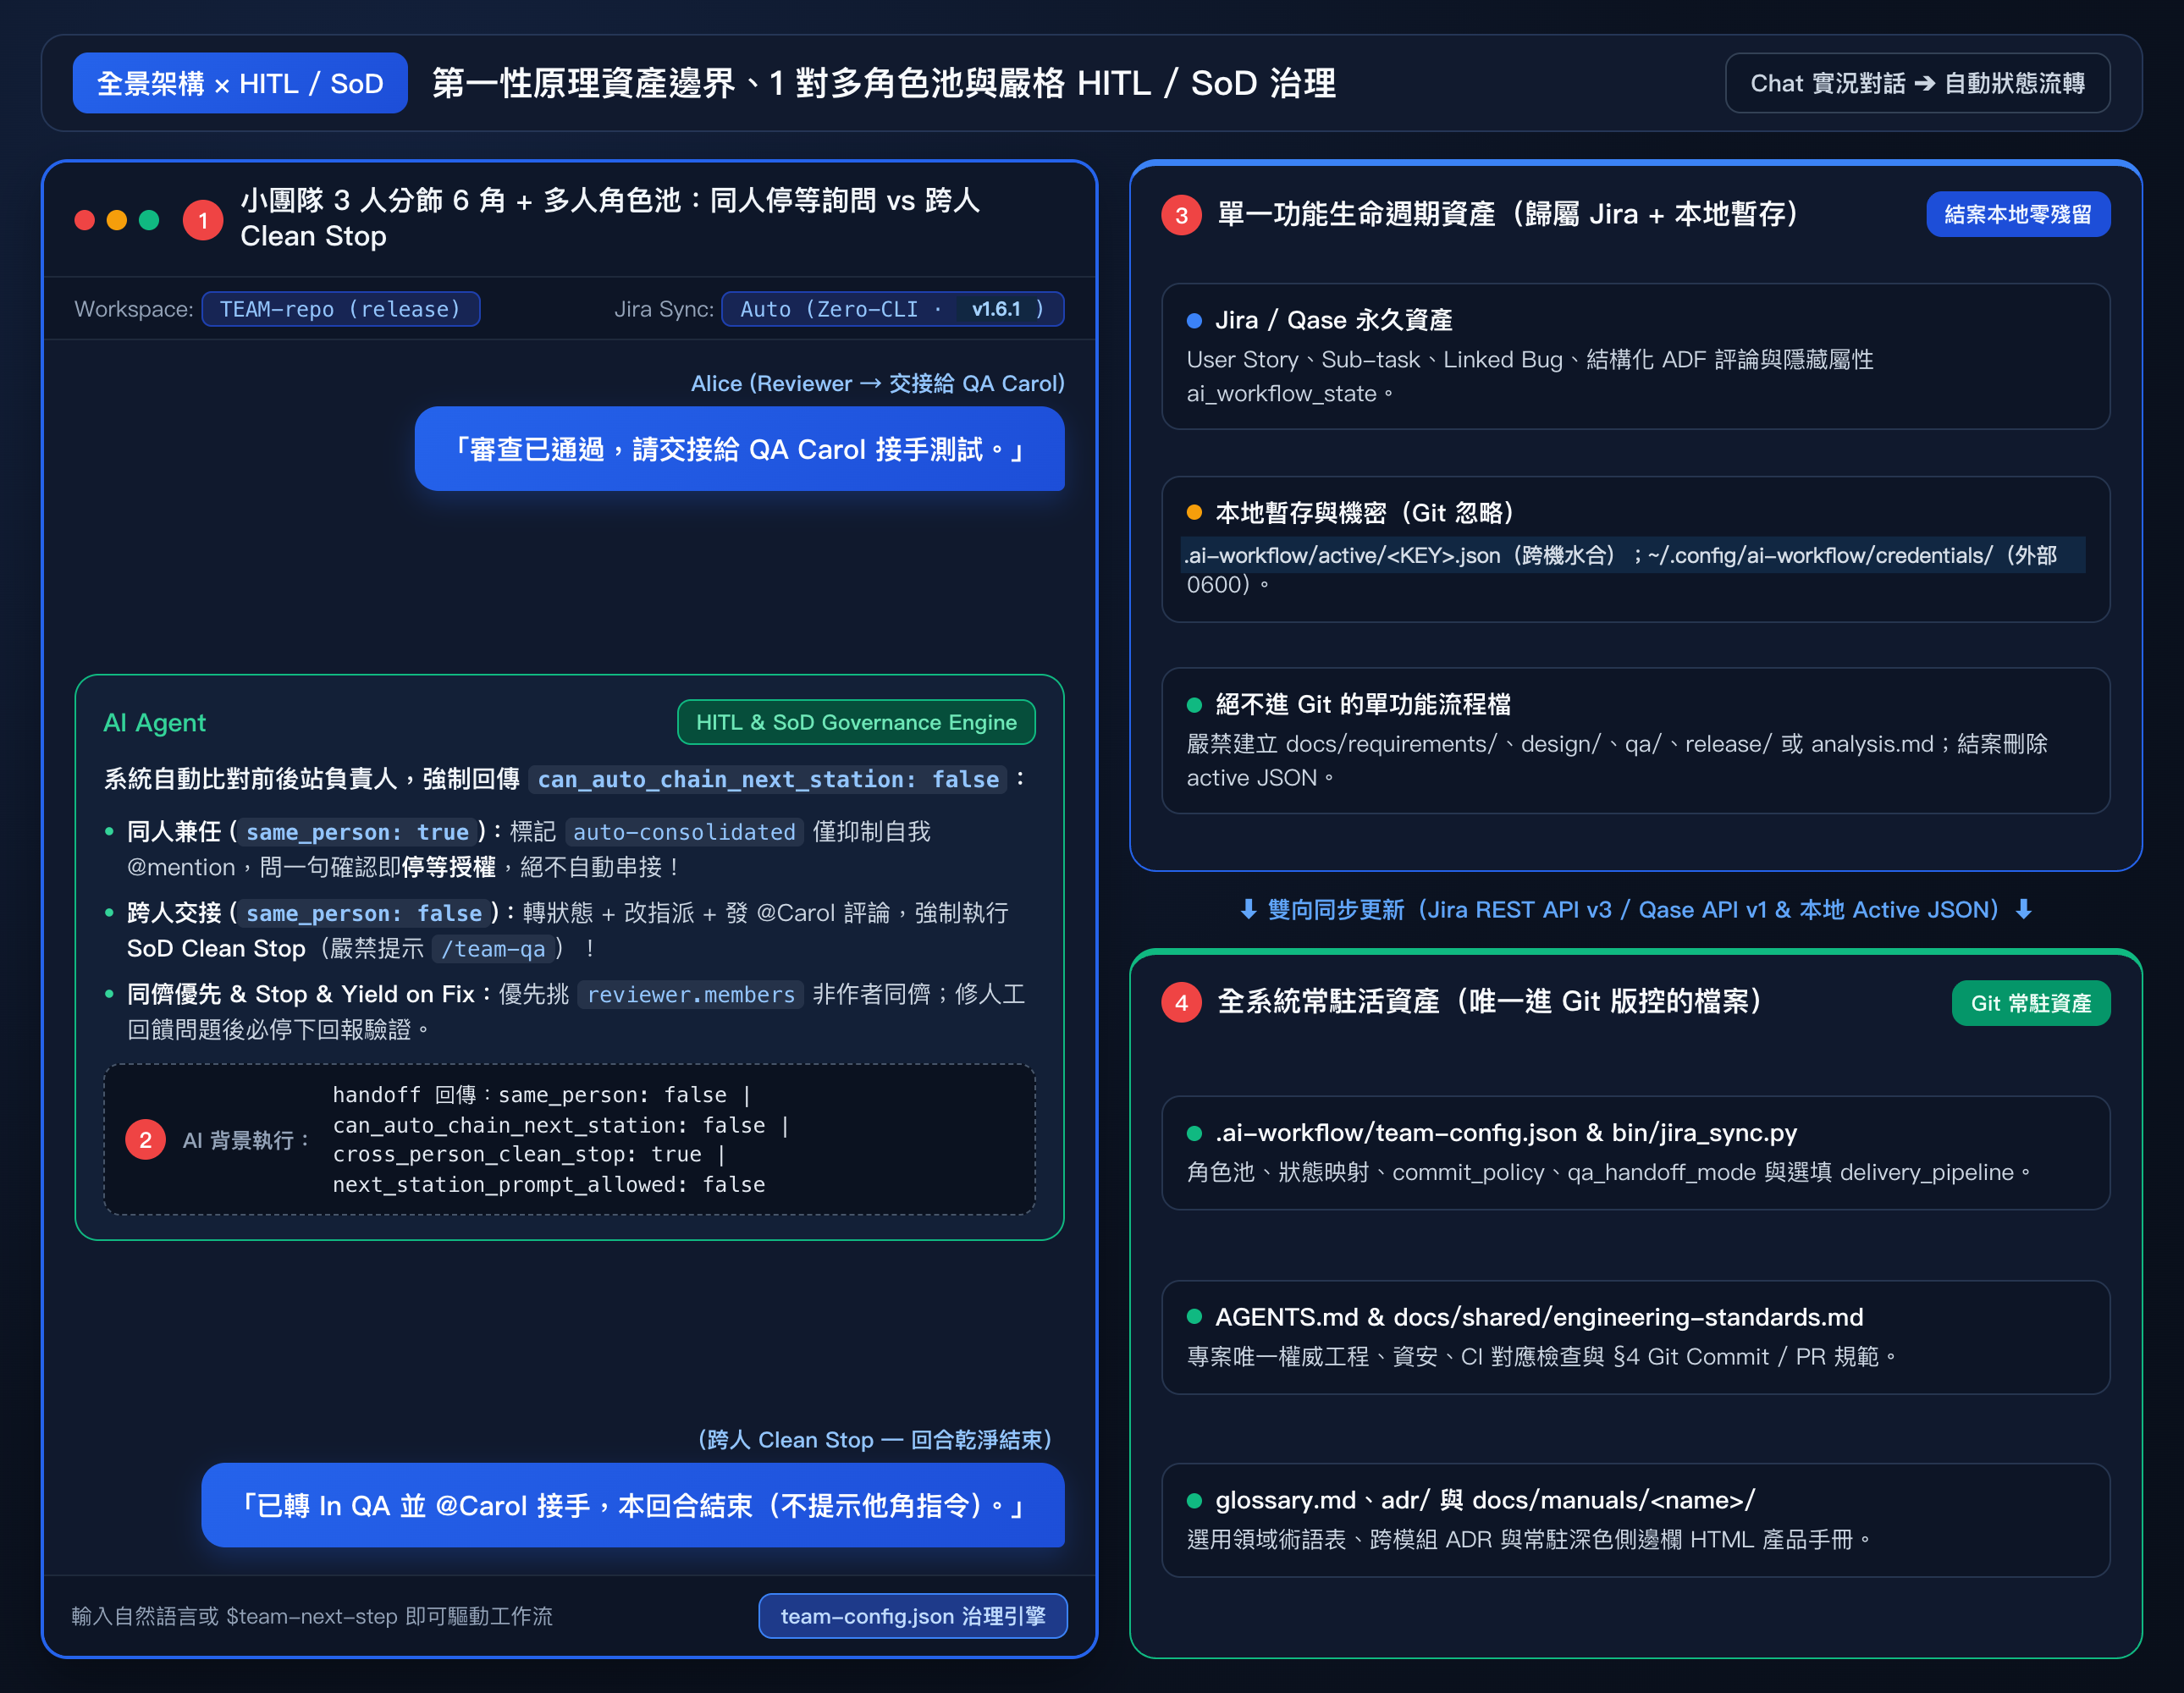 全景架構 × HITL / SoD
第一性原理資產邊界、1 對多角色池與嚴格 HITL / SoD 治理
Chat 實況對話 ➔ 自動狀態流轉
1
小團隊 3 人分飾 6 角 + 多人角色池：同人停等詢問 vs 跨人
Clean Stop
Workspace: TEAM-repo (release)
Jira Sync: Auto (Zero-CLI · v1.6.1 )
Alice (Reviewer → 交接給 QA Carol)
「審查已通過，請交接給 QA Carol 接手測試。」
AI Agent
HITL & SoD Governance Engine
系統自動比對前後站負責人，強制回傳 can_auto_chain_next_station: false：
• 同人兼任 (same_person: true)：標記 auto-consolidated 僅抑制自我
@mention，問一句確認即停等授權，絕不自動串接！
• 跨人交接 (same_person: false)：轉狀態 + 改指派 + 發 @Carol 評論，強制執行
SoD Clean Stop（嚴禁提示 /team-qa）！
• 同儕優先 & Stop & Yield on Fix：優先挑 reviewer.members 非作者同儕；修人工
回饋問題後必停下回報驗證。
2
AI 背景執行：
handoff 回傳：same_person: false |
can_auto_chain_next_station: false |
cross_person_clean_stop: true |
next_station_prompt_allowed: false
（跨人 Clean Stop — 回合乾淨結束）
「已轉 In QA 並 @Carol 接手，本回合結束（不提示他角指令）。」
輸入自然語言或 $team-next-step 即可驅動工作流
team-config.json 治理引擎
3
單一功能生命週期資產（歸屬 Jira + 本地暫存）
結案本地零殘留
Jira / Qase 永久資產
User Story、Sub-task、Linked Bug、結構化 ADF 評論與隱藏屬性
ai_workflow_state。
本地暫存與機密（Git 忽略）
.ai-workflow/active/<KEY>.json（跨機水合）；~/.config/ai-workflow/credentials/（外部
0600）。
絕不進 Git 的單功能流程檔
嚴禁建立 docs/requirements/、design/、qa/、release/ 或 analysis.md；結案刪除
active JSON。
⬇ 雙向同步更新（Jira REST API v3 / Qase API v1 & 本地 Active JSON）⬇
4
全系統常駐活資產（唯一進 Git 版控的檔案）
Git 常駐資產
.ai-workflow/team-config.json & bin/jira_sync.py
角色池、狀態映射、commit_policy、qa_handoff_mode 與選填 delivery_pipeline。
AGENTS.md & docs/shared/engineering-standards.md
專案唯一權威工程、資安、CI 對應檢查與 §4 Git Commit / PR 規範。
glossary.md、adr/ 與 docs/manuals/<name>/
選用領域術語表、跨模組 ADR 與常駐深色側邊欄 HTML 產品手冊。